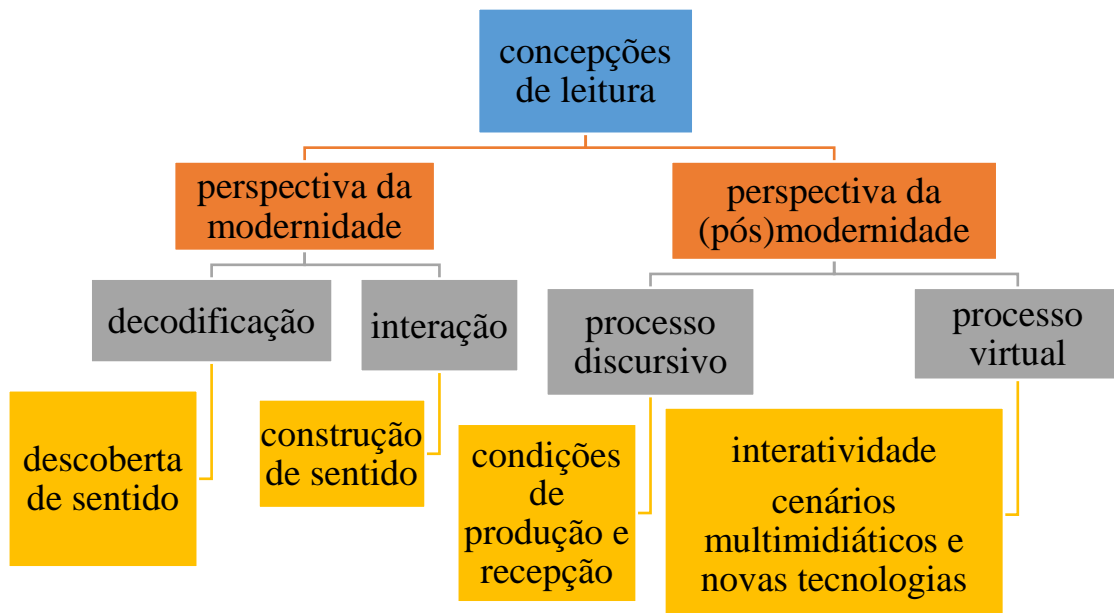 concepções
de leitura
perspectiva da
modernidade
perspectiva da
(pós)modernidade
decodificação
interação
processo
discursivo
processo
virtual
descoberta
de sentido
construção
de sentido
condições
de
produção e
recepção
interatividade
cenários
multimidiáticos e
novas tecnologias